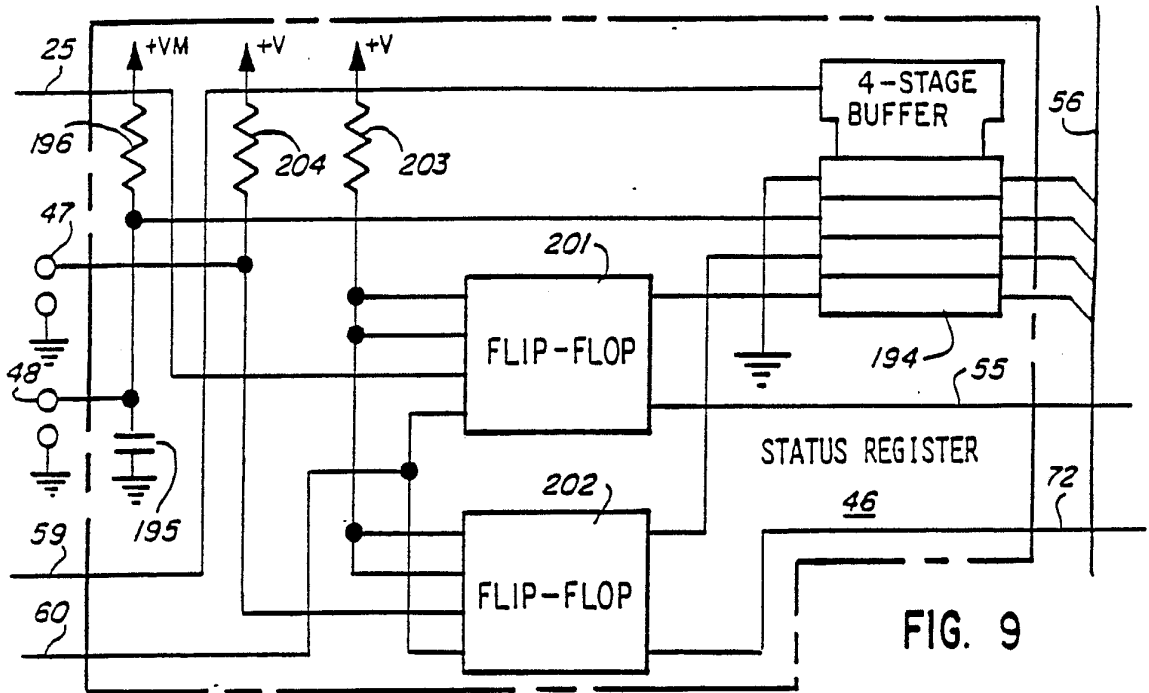 25
+VM
+V
+V
4-STAGE
BUFFER
56
196
204
203
47
201
FLIP-FLOP
194
55
48
STATUS REGISTER
195
202
46
72
59
FLIP-FLOP
60
FIG. 9